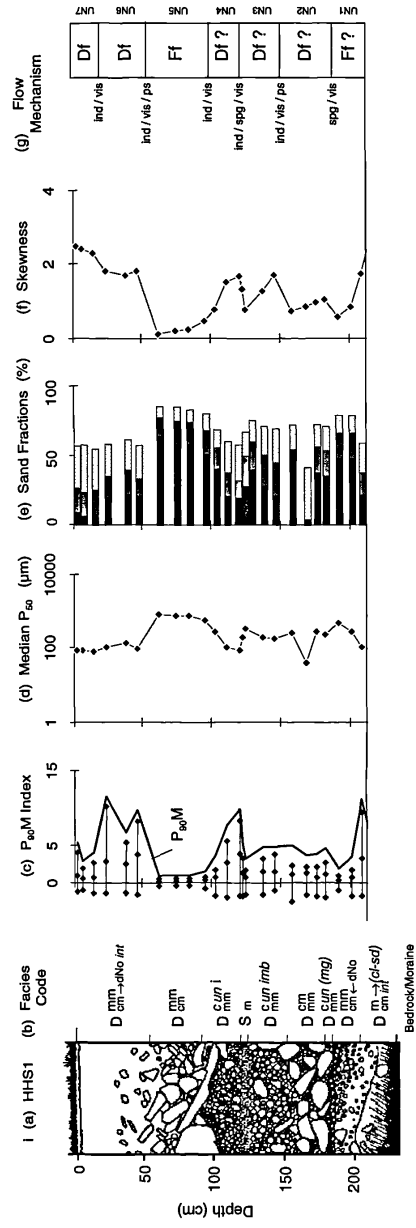 I (a) HHS1
(b) Facies
Code
(c) P90M Index
(d) Median P50 (μm)
(e) Sand Fractions (%)
(f) Skewness
(g) Flow
Mechanism
0 5 15
1 100 10000
0 50 100
0 2 4
Depth (cm)
0
50
100
150
200
P90M
D mm cm→dNo int
D mm cm
D cun i mm
S m
D cun imb mm
D cm mm
D cun (mg) mm
D mm cm←dNo
D m→(cl-sd) cm int
Bedrock/Moraine
Df UN7
ind / vis
Df UN6
ind / vis / ps
Ff UN5
ind / vis
Df ? UN4
ind / spg / vis
Df ? UN3
ind / vis / ps
Df ? UN2
spg / vis
Ff ? UN1